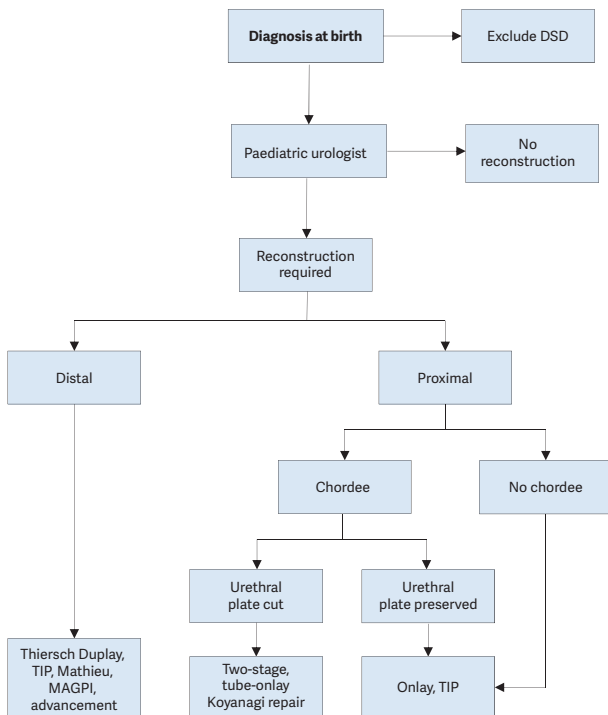 Diagnosis at birth
Exclude DSD
Paediatric urologist
No
reconstruction
Reconstruction
required
Distal
Proximal
Chordee
No chordee
Urethral
plate cut
Urethral
plate preserved
Thiersch Duplay,
TIP, Mathieu,
MAGPI,
advancement
Two-stage,
tube-onlay
Koyanagi repair
Onlay, TIP